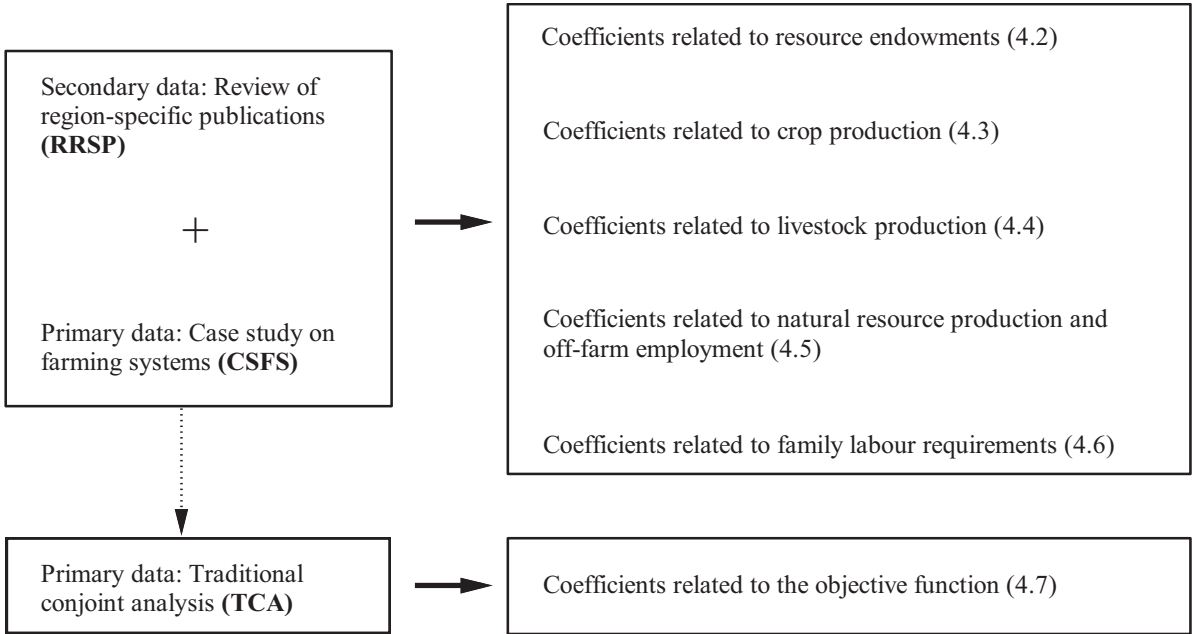 Secondary data: Review of
region-specific publications
(RRSP)
+
Primary data: Case study on
farming systems (CSFS)
Coefficients related to resource endowments (4.2)
Coefficients related to crop production (4.3)
Coefficients related to livestock production (4.4)
Coefficients related to natural resource production and
off-farm employment (4.5)
Coefficients related to family labour requirements (4.6)
Primary data: Traditional
conjoint analysis (TCA)
Coefficients related to the objective function (4.7)